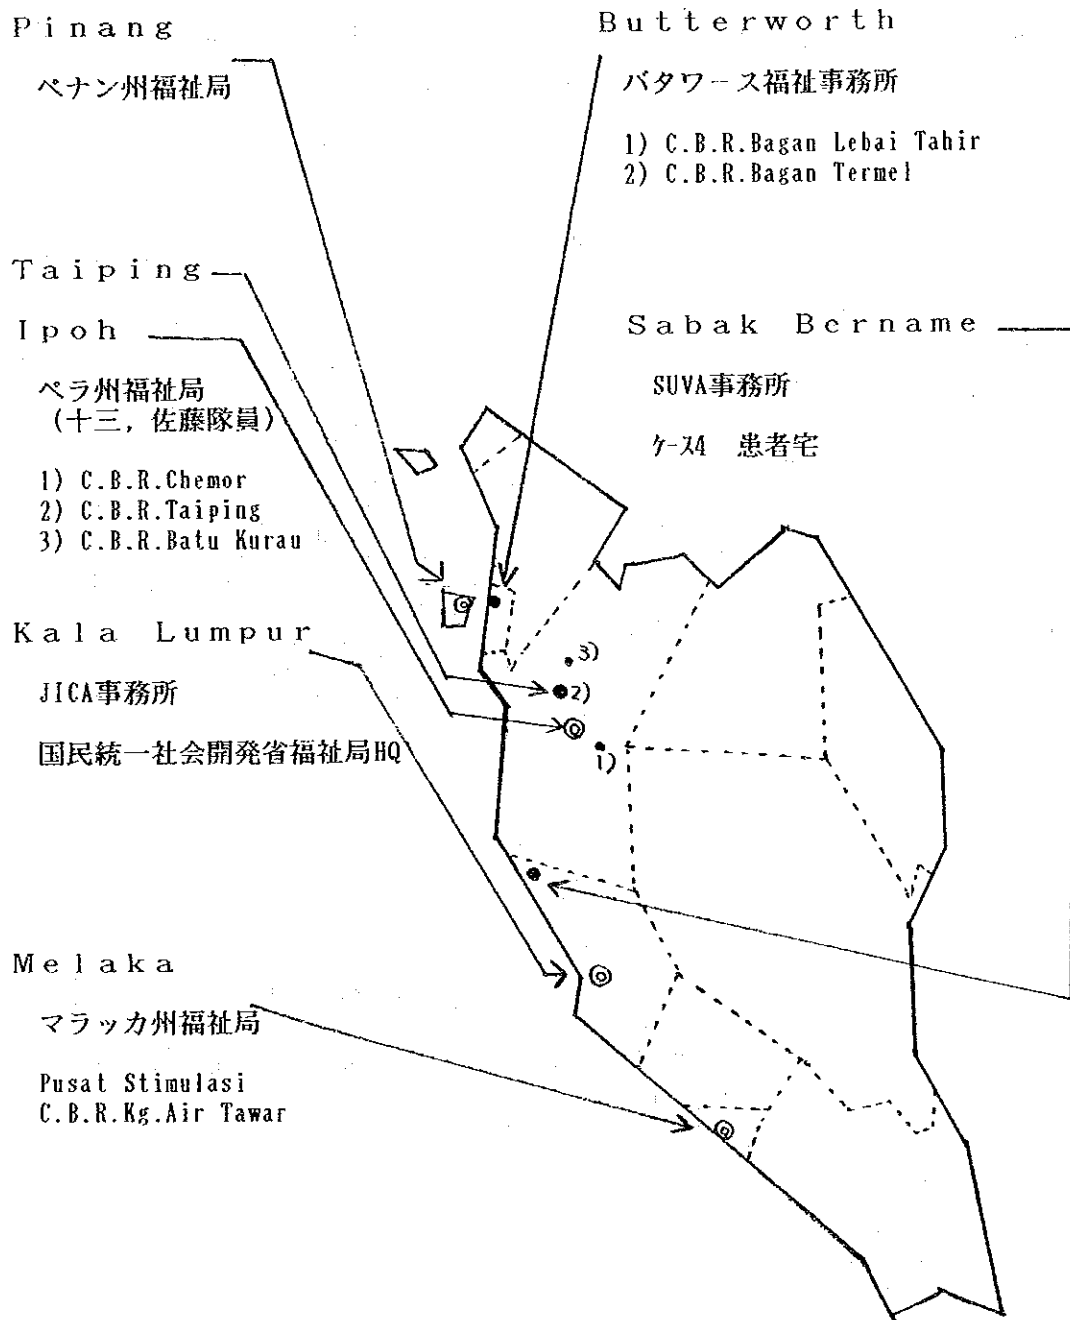 Pinang
ペナン州福祉局
Butterworth
バタワース福祉事務所
1) C.B.R.Bagan Lebai Tahir
2) C.B.R.Bagan Termel
Taiping
Ipoh
ペラ州福祉局
(十三, 佐藤隊員)
1) C.B.R.Chemor
2) C.B.R.Taiping
3) C.B.R.Batu Kurau
Sabak Bername
SUVA事務所
ケース4 患者宅
Kala Lumpur
JICA事務所
国民統一社会開発省福祉局HQ
Melaka
マラッカ州福祉局
Pusat Stimulasi
C.B.R.Kg.Air Tawar
3)
2)
1)